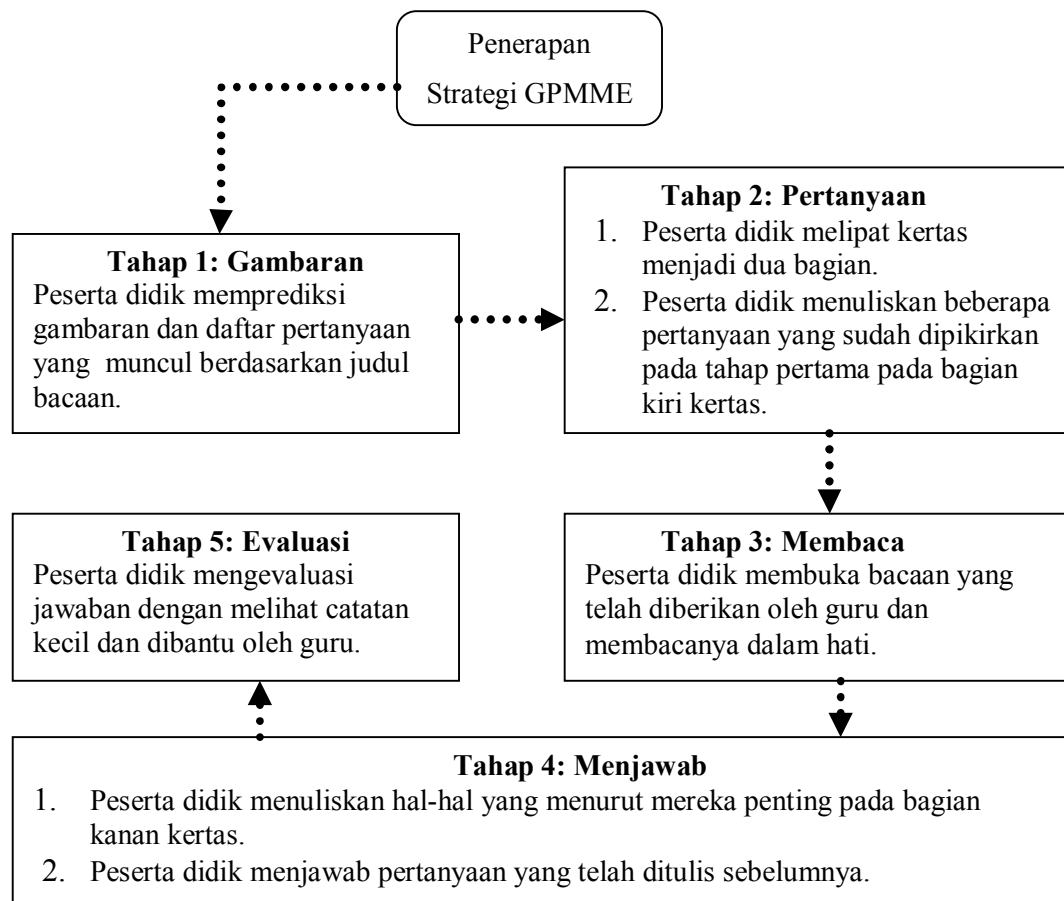 Penerapan
Strategi GPMME
Tahap 1: Gambaran
Peserta didik memprediksi
gambaran dan daftar pertanyaan
yang muncul berdasarkan judul
bacaan.
Tahap 2: Pertanyaan
1. Peserta didik melipat kertas
menjadi dua bagian.
2. Peserta didik menuliskan beberapa
pertanyaan yang sudah dipikirkan
pada tahap pertama pada bagian
kiri kertas.
Tahap 3: Membaca
Peserta didik membuka bacaan yang
telah diberikan oleh guru dan
membacanya dalam hati.
Tahap 4: Menjawab
1. Peserta didik menuliskan hal-hal yang menurut mereka penting pada bagian
kanan kertas.
2. Peserta didik menjawab pertanyaan yang telah ditulis sebelumnya.
Tahap 5: Evaluasi
Peserta didik mengevaluasi
jawaban dengan melihat catatan
kecil dan dibantu oleh guru.